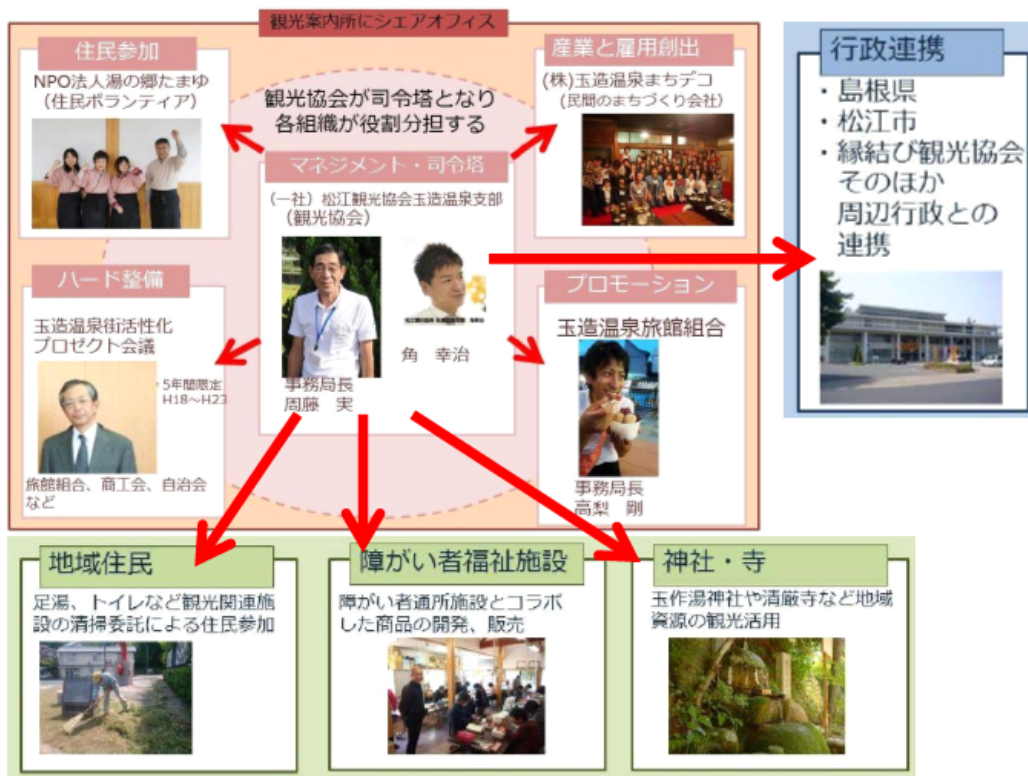 観光案内所にシェアオフィス
住民参加
NPO法人湯の郷たまゆ
(住民ボランティア)
産業と雇用創出
(株)玉造温泉まちデコ
(民間のまちづくり会社)
観光協会が司令塔となり
各組織が役割分担する
マネジメント・司令塔
(一社)松江観光協会玉造温泉支部
(観光協会)
事務局長
周藤 実
角 幸治
ハード整備
玉造温泉街活性化
プロゼクト会議
5年間限定
H18～H23
旅館組合、商工会、自治会
など
プロモーション
玉造温泉旅館組合
事務局長
高梨 剛
行政連携
・島根県
・松江市
・縁結び観光協会
そのほか
周辺行政との
連携
地域住民
足湯、トイレなど観光関連施
設の清掃委託による住民参加
障がい者福祉施設
障がい者通所施設とコラボ
した商品の開発、販売
神社・寺
玉作湯神社や清厳寺など地域
資源の観光活用